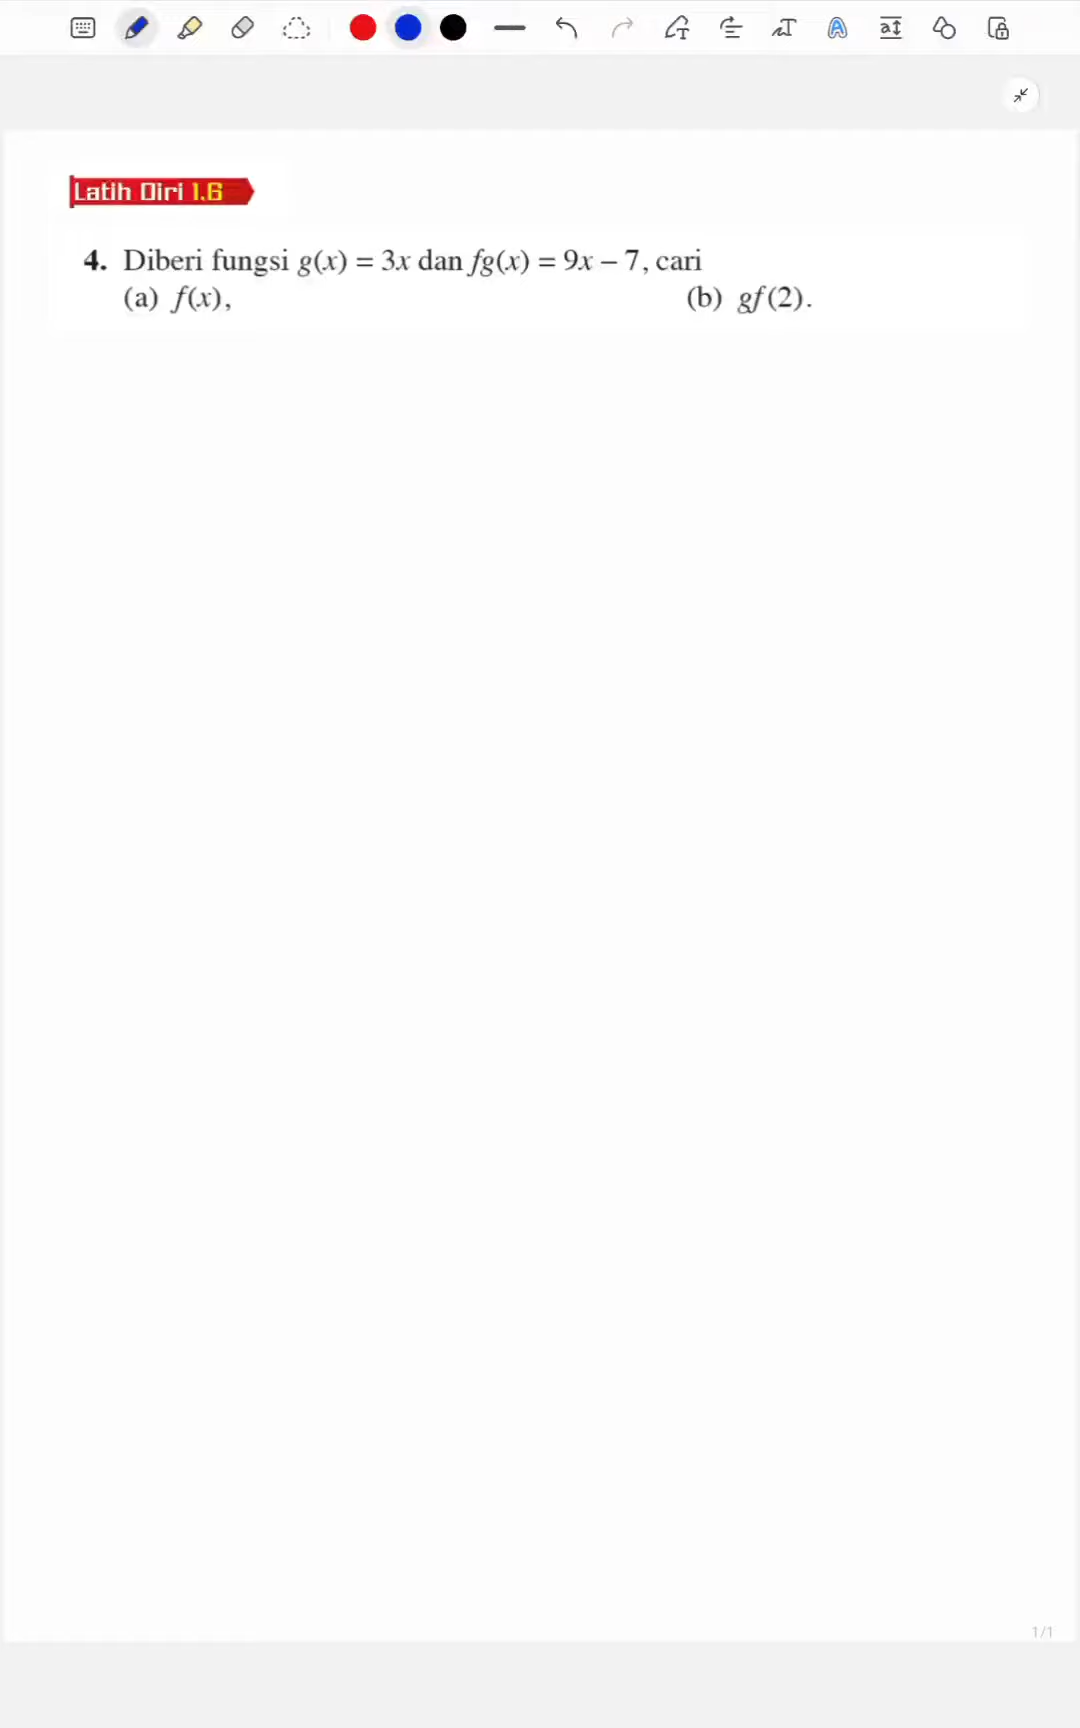 Latih Diri 1.6
4. Diberi fungsi g(x) = 3x dan fg(x) = 9x – 7, cari
(a) f(x), (b) gf(2).
1/1